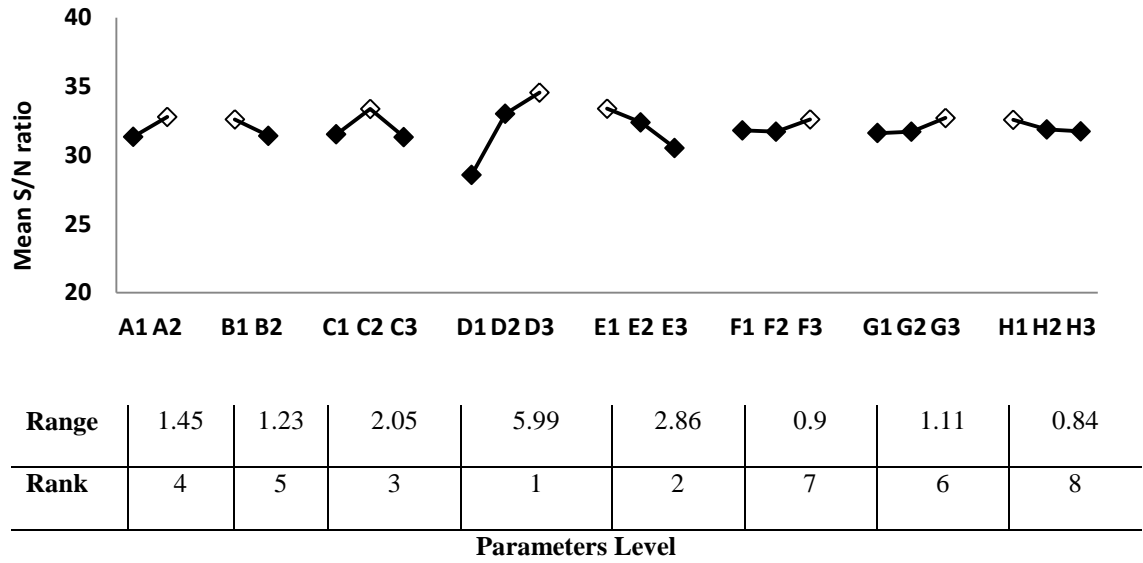 40
35
30
25
20
Mean S/N ratio
A1 A2 B1 B2 C1 C2 C3 D1 D2 D3 E1 E2 E3 F1 F2 F3 G1 G2 G3 H1 H2 H3
Range 1.45 1.23 2.05 5.99 2.86 0.9 1.11 0.84
Rank 4 5 3 1 2 7 6 8
Parameters Level